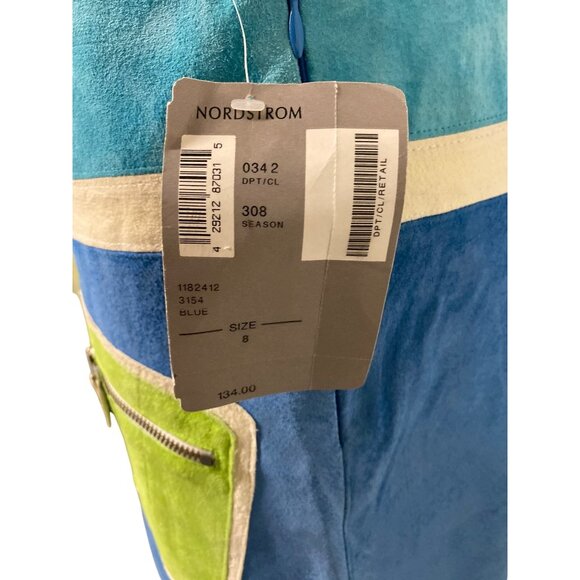 NORDSTROM
4 29212 87031 5
0342
DPT/CL
308
SEASON
DPT/CL/RETAIL
1182412
3154
BLUE
SIZE
8
134.00